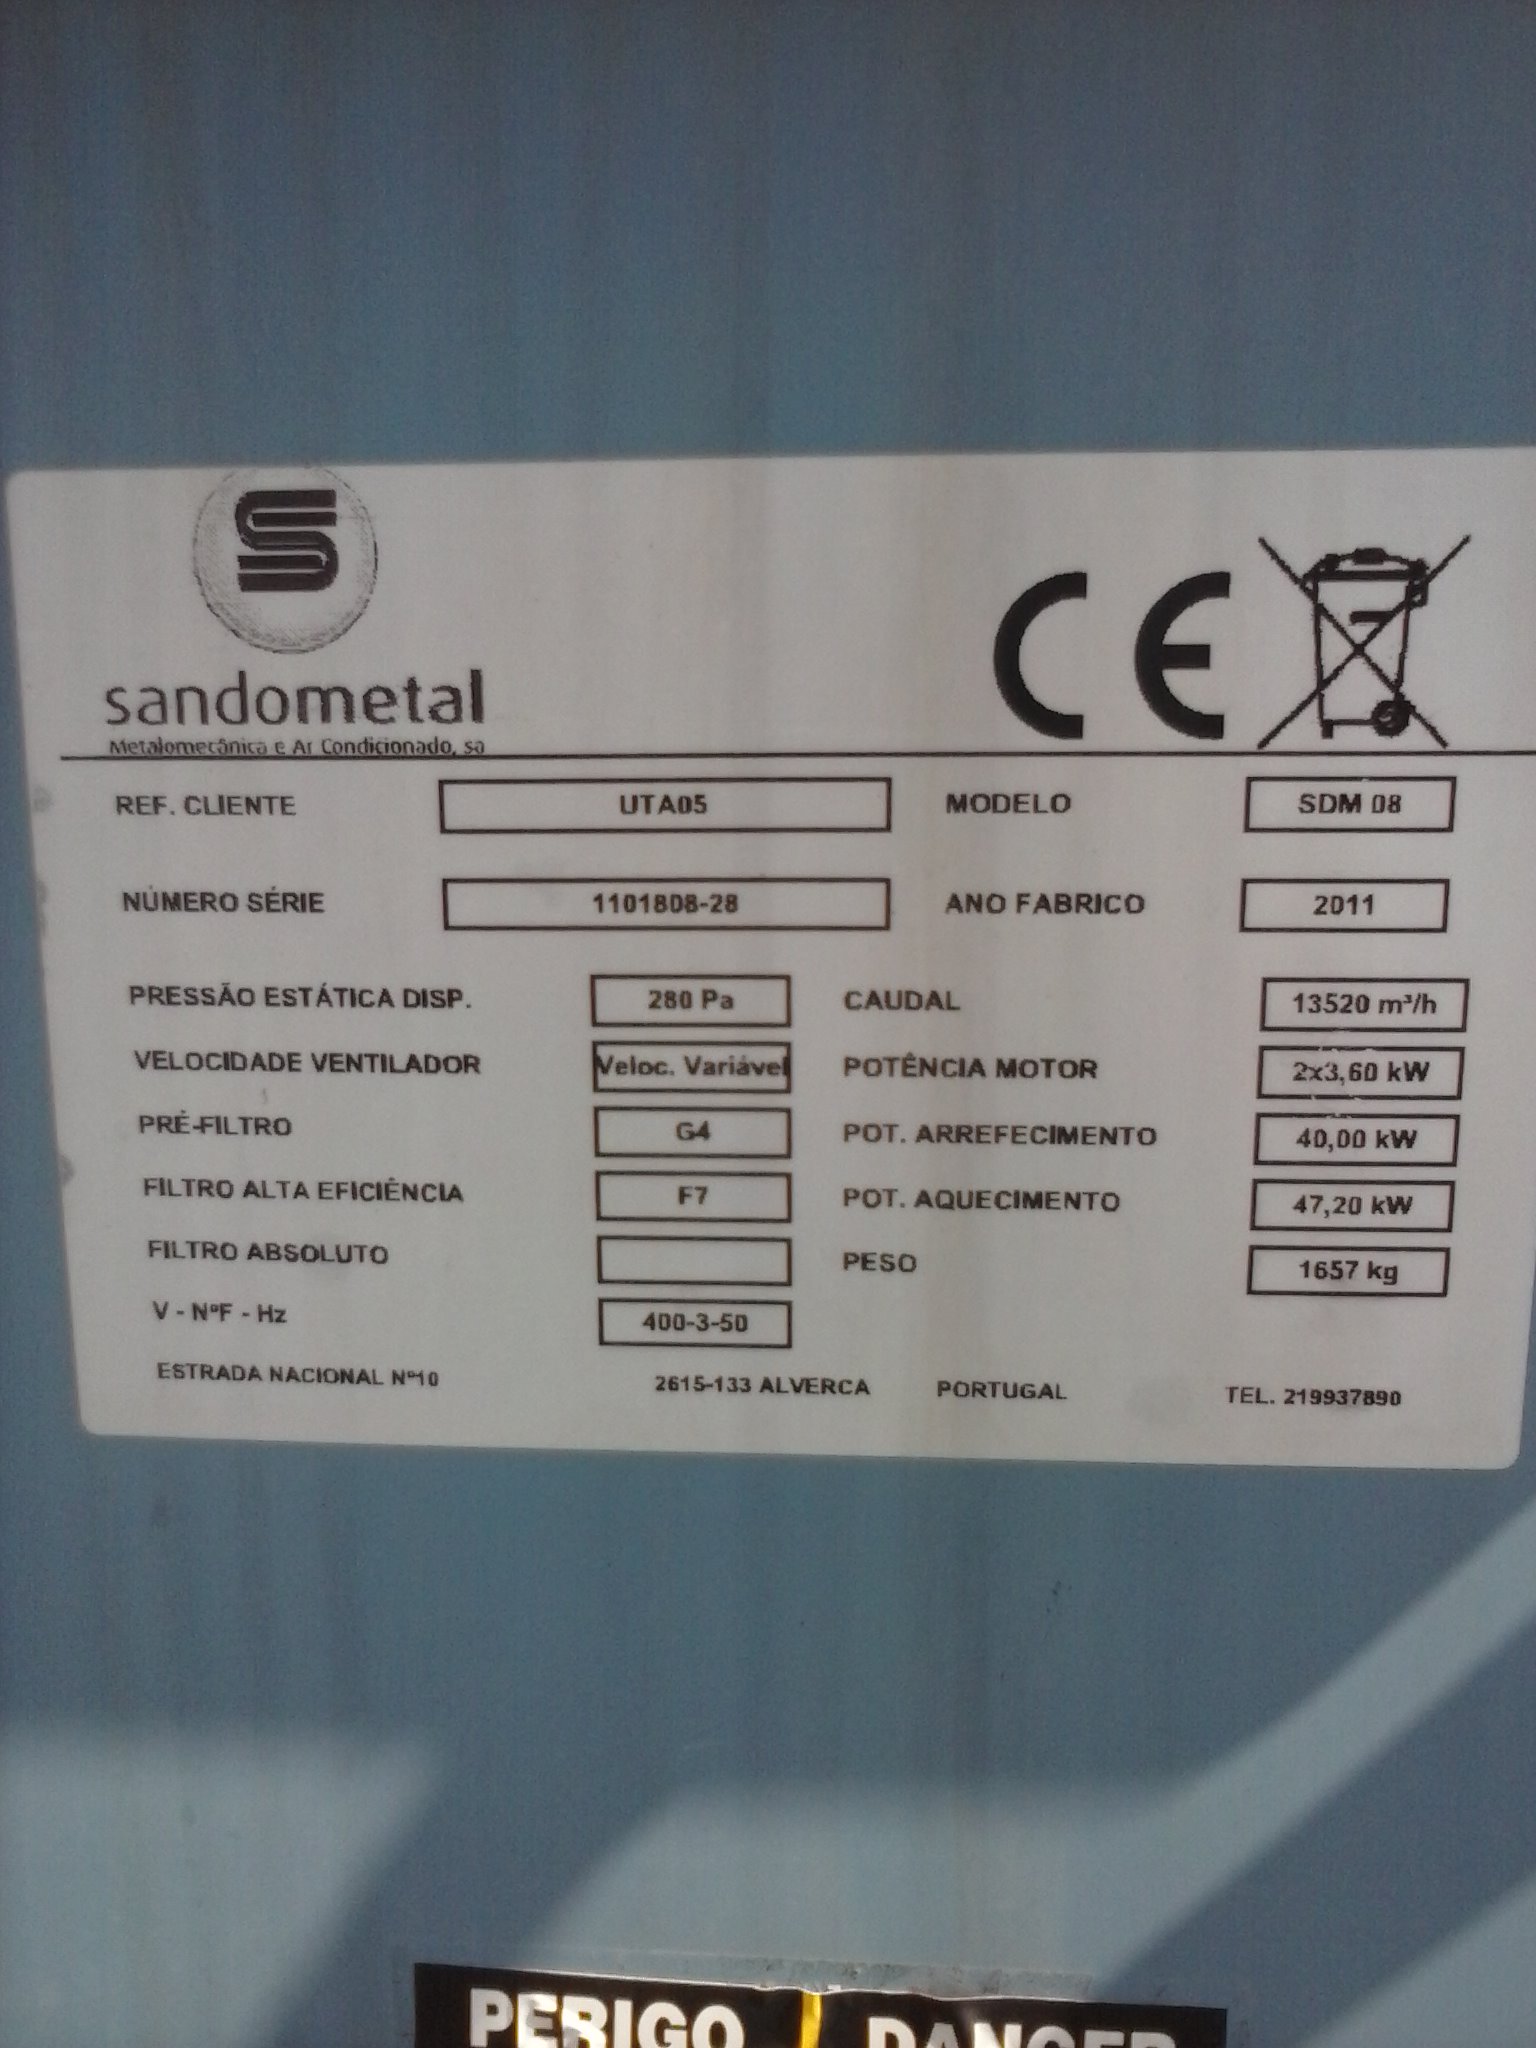 S
sandometal
Metalomecânica e Ar Condicionado, sa
CE
REF. CLIENTE UTA05 MODELO SDM 08
NÚMERO SÉRIE 1101808-28 ANO FABRICO 2011
PRESSÃO ESTÁTICA DISP. 280 Pa CAUDAL 13520 m³/h
VELOCIDADE VENTILADOR Veloc. Variável POTÊNCIA MOTOR 2x3,60 kW
PRÉ-FILTRO G4 POT. ARREFECIMENTO 40,00 kW
FILTRO ALTA EFICIÊNCIA F7 POT. AQUECIMENTO 47,20 kW
FILTRO ABSOLUTO PESO 1657 kg
V - NºF - Hz 400-3-50
ESTRADA NACIONAL Nº10 2615-133 ALVERCA PORTUGAL TEL. 219937890
PERIGO DANGER